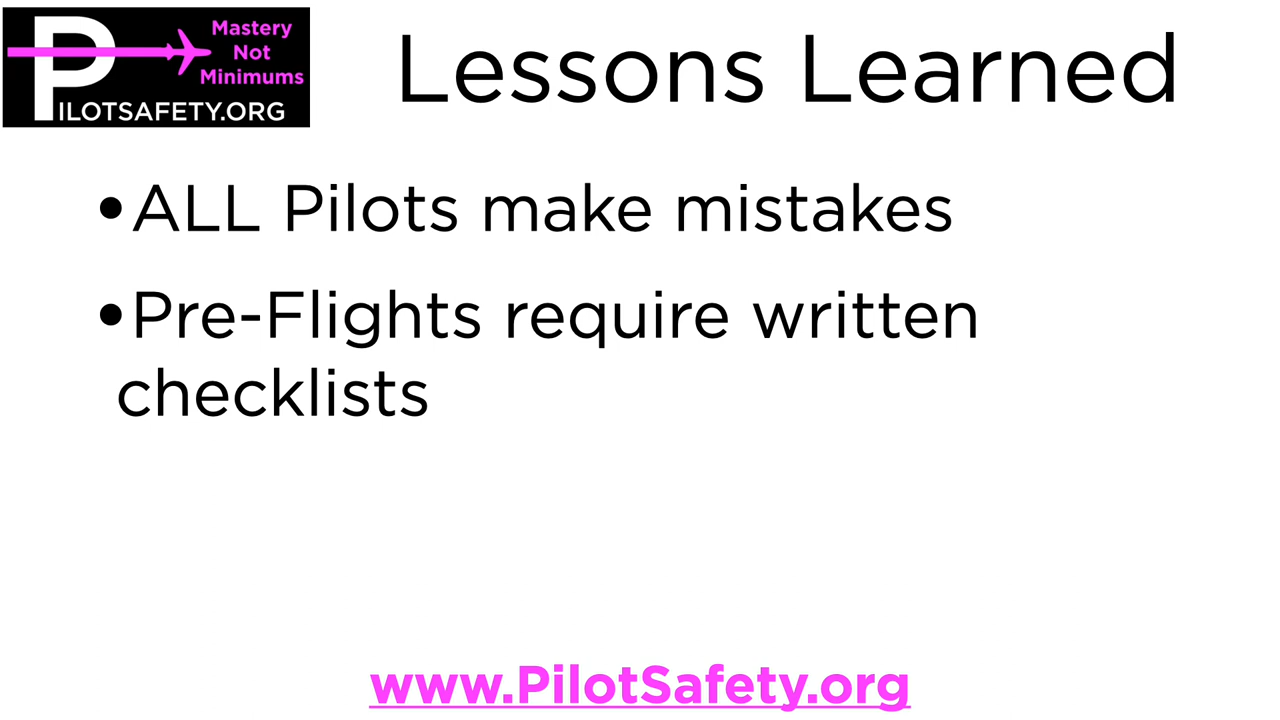 Mastery
Not
Minimums
PILOTSAFETY.ORG
Lessons Learned
•ALL Pilots make mistakes
•Pre-Flights require written
checklists
www.PilotSafety.org